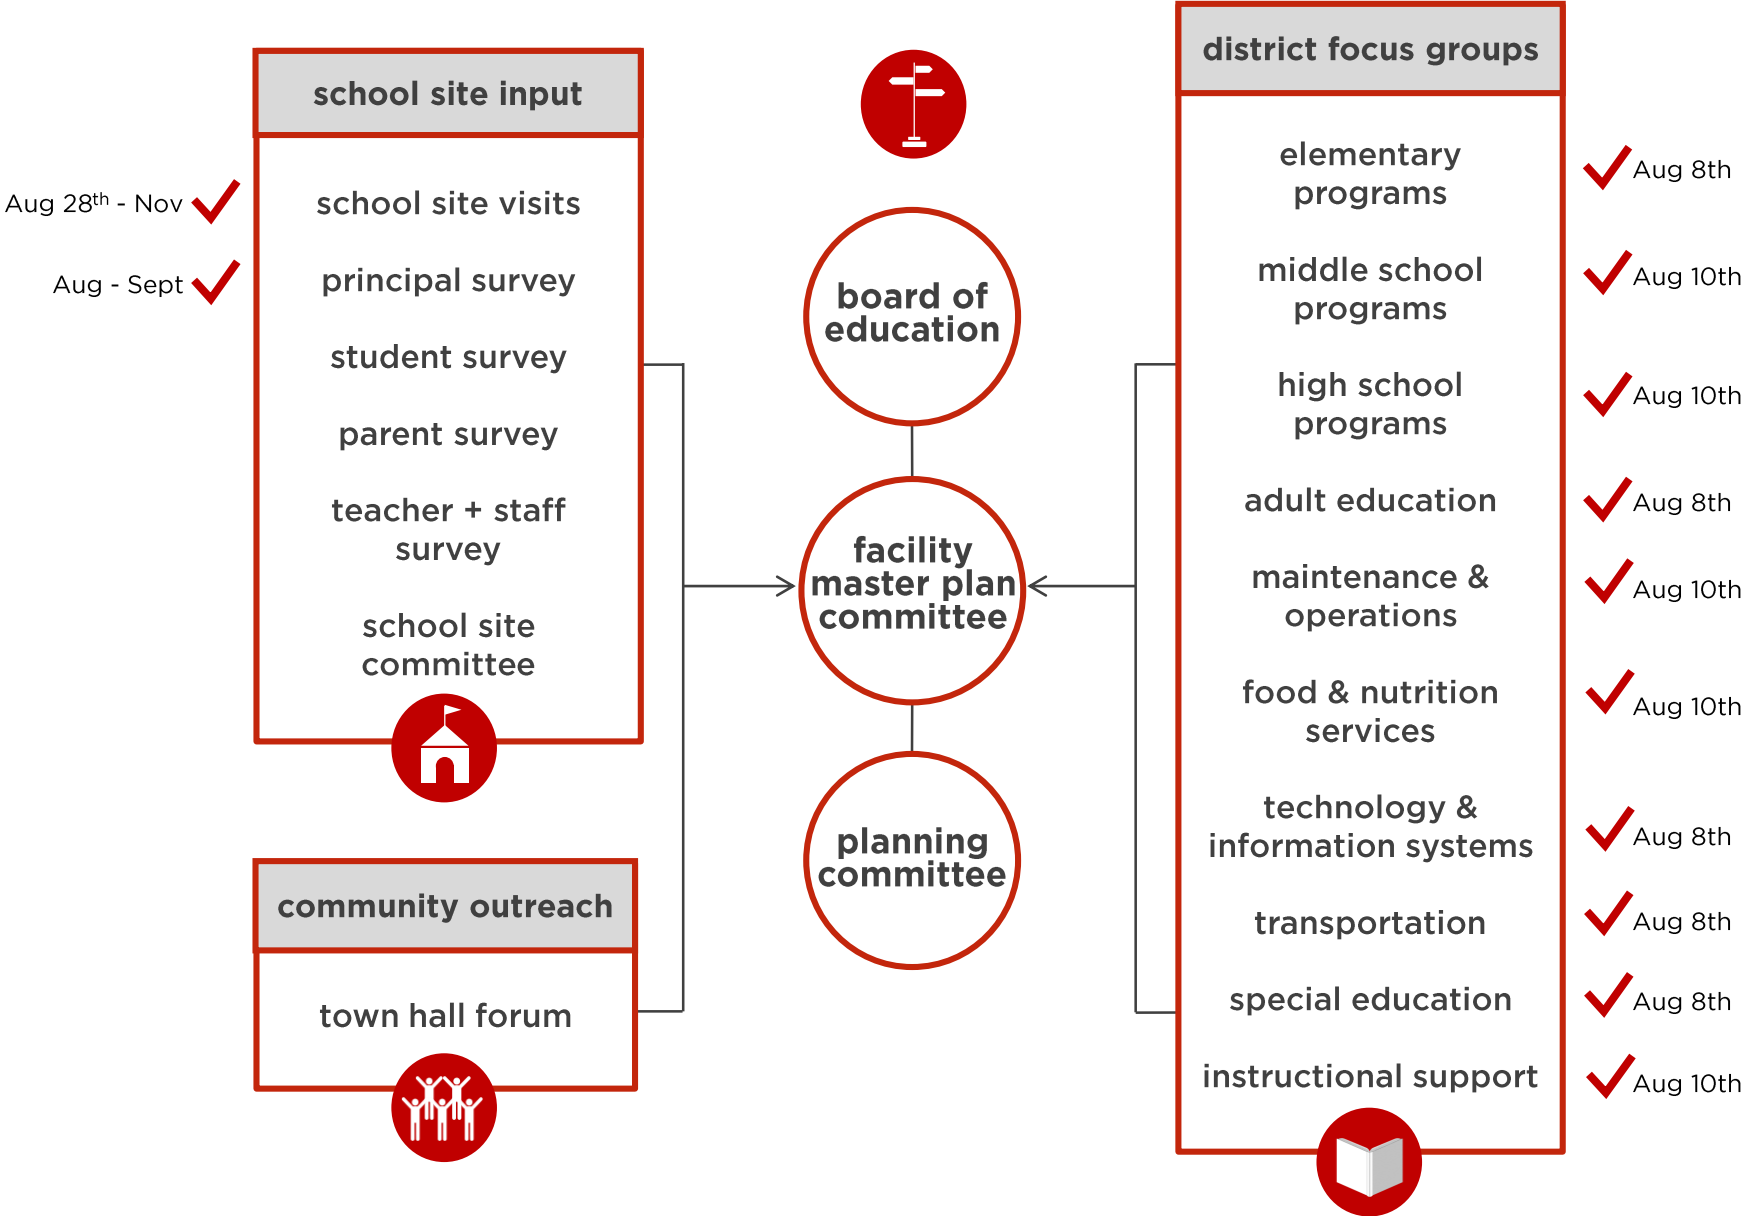 school site input
Aug 28th - Nov
school site visits
Aug - Sept
principal survey
student survey
parent survey
teacher + staff
survey
school site
committee
community outreach
town hall forum
board of
education
facility
master plan
committee
planning
committee
district focus groups
elementary
programs
Aug 8th
middle school
programs
Aug 10th
high school
programs
Aug 10th
adult education
Aug 8th
maintenance &
operations
Aug 10th
food & nutrition
services
Aug 10th
technology &
information systems
Aug 8th
transportation
Aug 8th
special education
Aug 8th
instructional support
Aug 10th